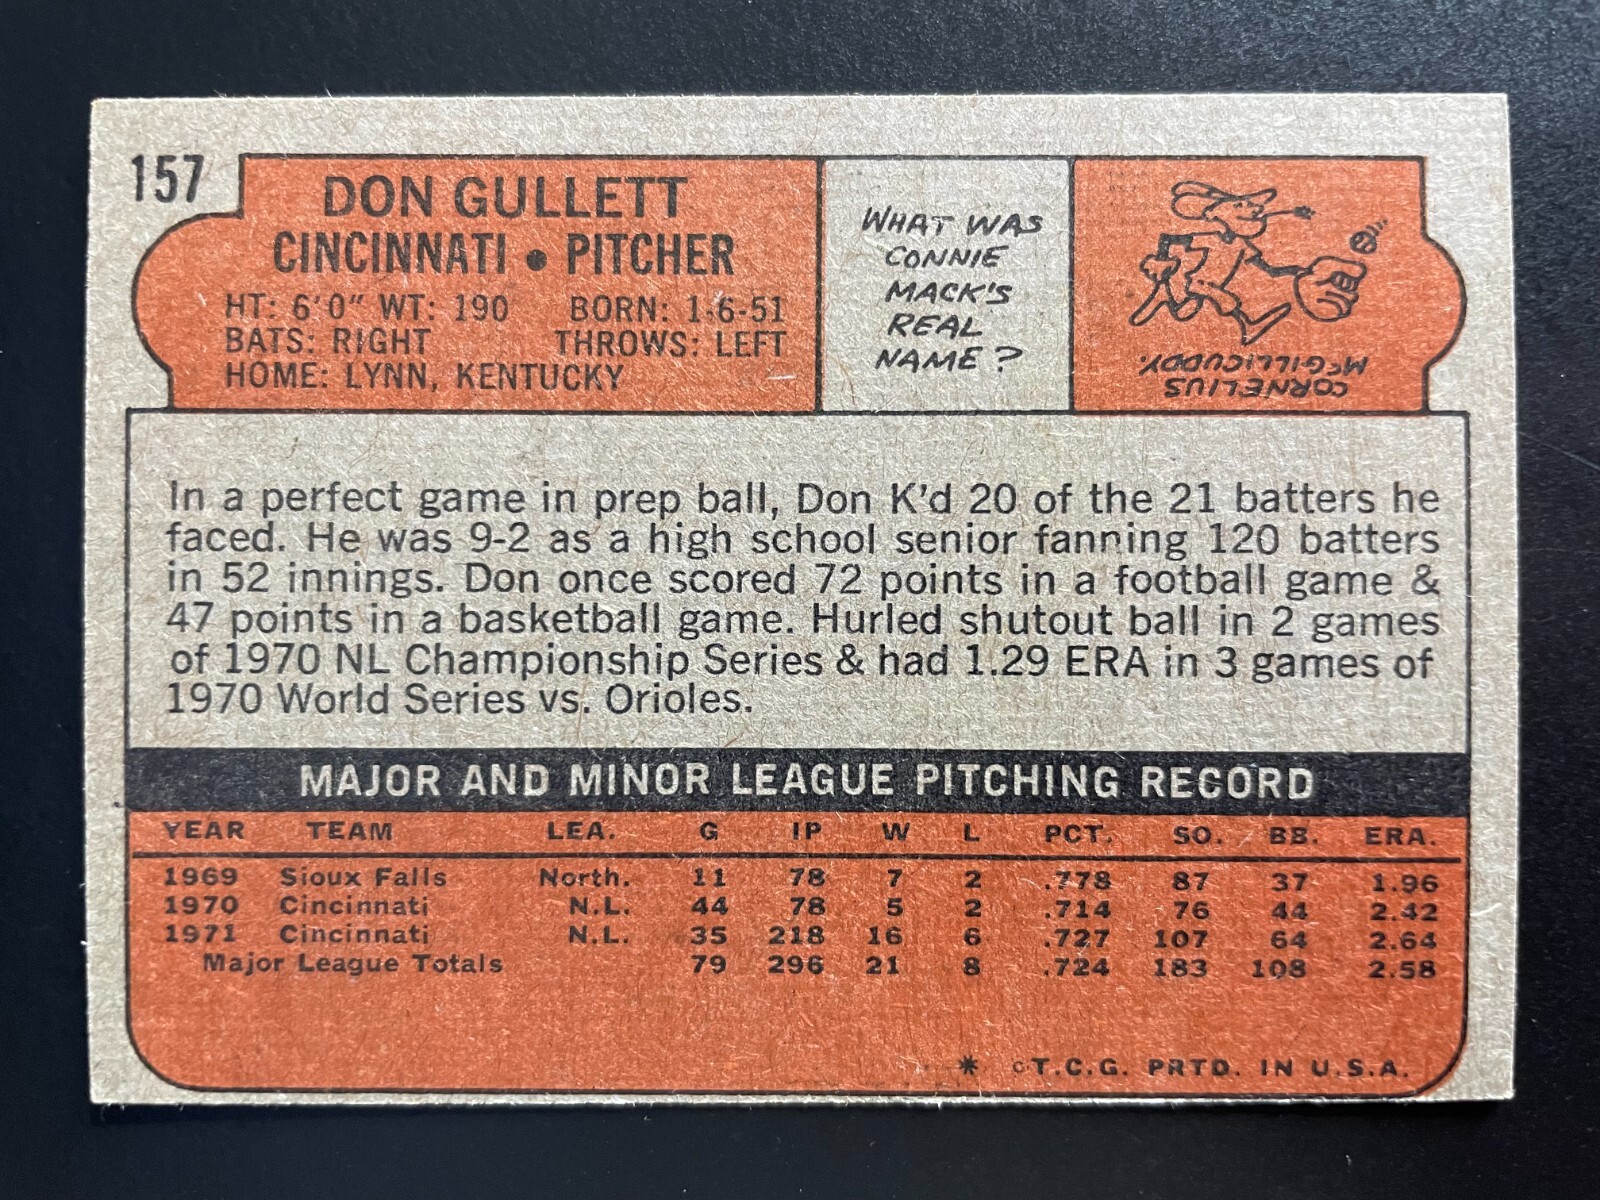 157
DON GULLETT
CINCINNATI • PITCHER
HT: 6'0" WT: 190 BORN: 1-6-51
BATS: RIGHT THROWS: LEFT
HOME: LYNN, KENTUCKY
WHAT WAS
CONNIE
MACK'S
REAL
NAME?
CORNELIUS
McGILLICUDDY.
In a perfect game in prep ball, Don K'd 20 of the 21 batters he
faced. He was 9-2 as a high school senior fanning 120 batters
in 52 innings. Don once scored 72 points in a football game &
47 points in a basketball game. Hurled shutout ball in 2 games
of 1970 NL Championship Series & had 1.29 ERA in 3 games of
1970 World Series vs. Orioles.
MAJOR AND MINOR LEAGUE PITCHING RECORD
YEAR TEAM LEA. G IP W L PCT. SO. BB. ERA.
1969 Sioux Falls North. 11 78 7 2 .778 87 37 1.96
1970 Cincinnati N.L. 44 78 5 2 .714 76 44 2.42
1971 Cincinnati N.L. 35 218 16 6 .727 107 64 2.64
Major League Totals 79 296 21 8 .724 183 108 2.58
* ©T.C.G. PRTD. IN U.S.A.